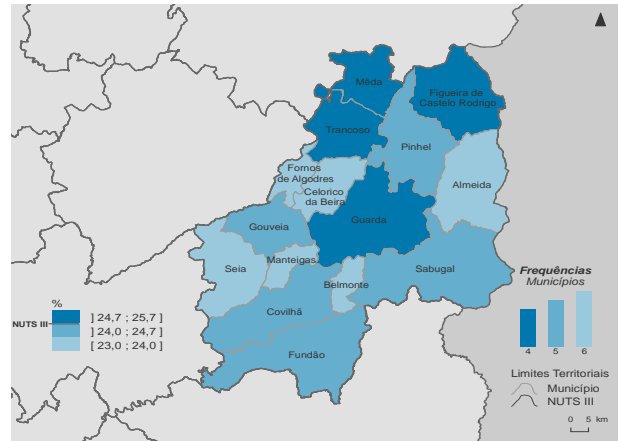 Mêda
Figueira de
Castelo Rodrigo
Trancoso
Pinhel
Fornos
de Algodres
Celorico
da Beira
Almeida
Guarda
Gouveia
Seia
Manteigas
Belmonte
Sabugal
Covilhã
Fundão
%
NUTS III
] 24,7 ; 25,7 ]
] 24,0 ; 24,7 ]
[ 23,0 ; 24,0 ]
Frequências
Municípios
4 5 6
Limites Territoriais
Município
NUTS III
0 5 km